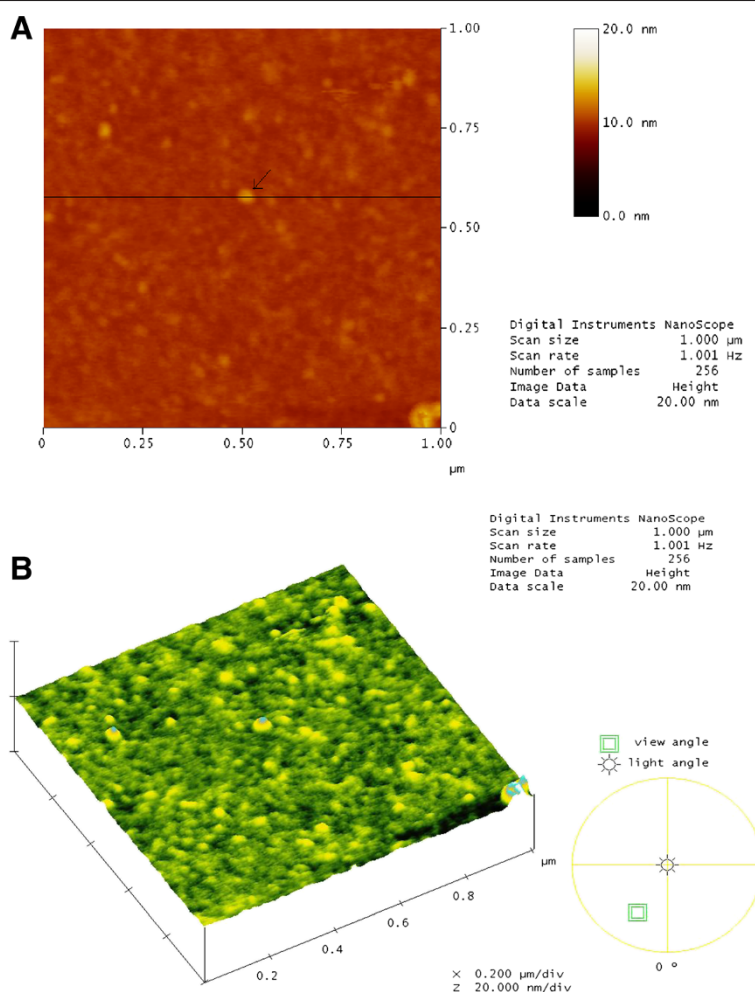 A
1.00
0.75
0.50
0.25
0
0 0.25 0.50 0.75 1.00
µm
20.0 nm
10.0 nm
0.0 nm
Digital Instruments NanoScope
Scan size 1.000 µm
Scan rate 1.001 Hz
Number of samples 256
Image Data Height
Data scale 20.00 nm
B
Digital Instruments NanoScope
Scan size 1.000 µm
Scan rate 1.001 Hz
Number of samples 256
Image Data Height
Data scale 20.00 nm
view angle
light angle
0.2
0.4
0.6
0.8
µm
X 0.200 µm/div
Z 20.000 nm/div
0 º